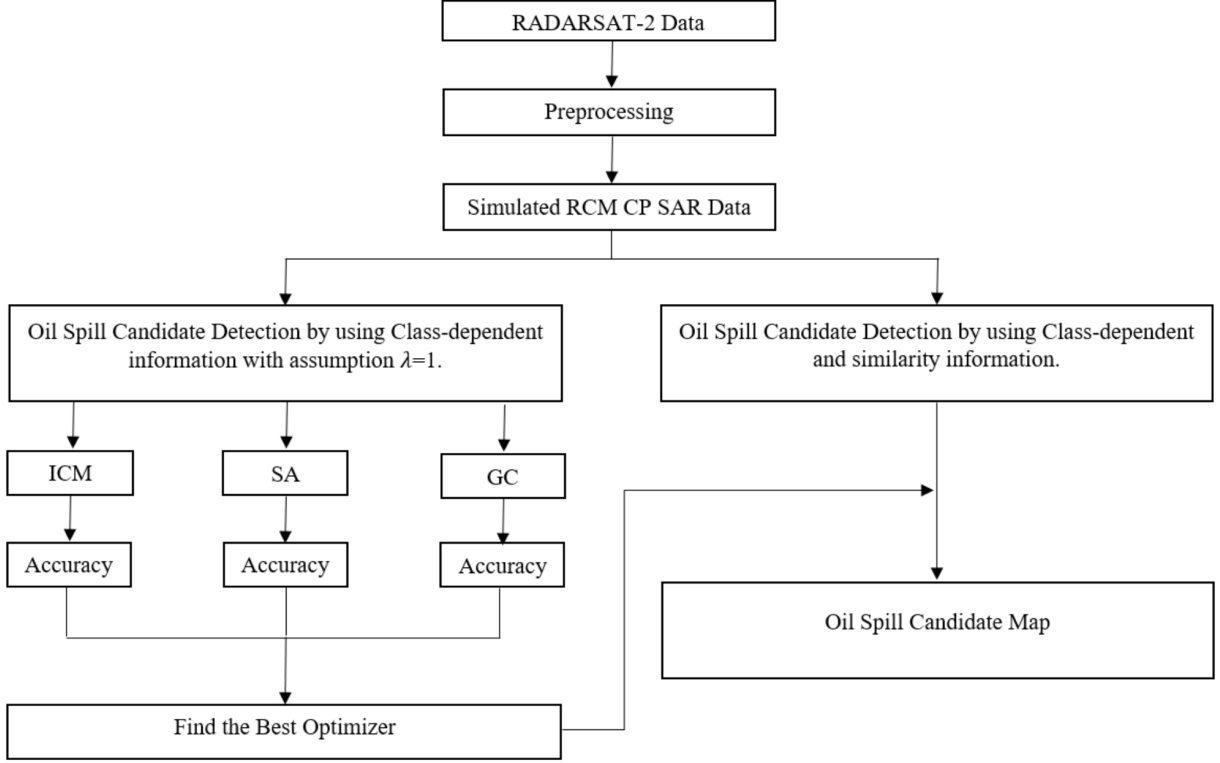 RADARSAT-2 Data
Preprocessing
Simulated RCM CP SAR Data
Oil Spill Candidate Detection by using Class-dependent
information with assumption λ=1.
Oil Spill Candidate Detection by using Class-dependent
and similarity information.
ICM
SA
GC
Accuracy
Accuracy
Accuracy
Oil Spill Candidate Map
Find the Best Optimizer